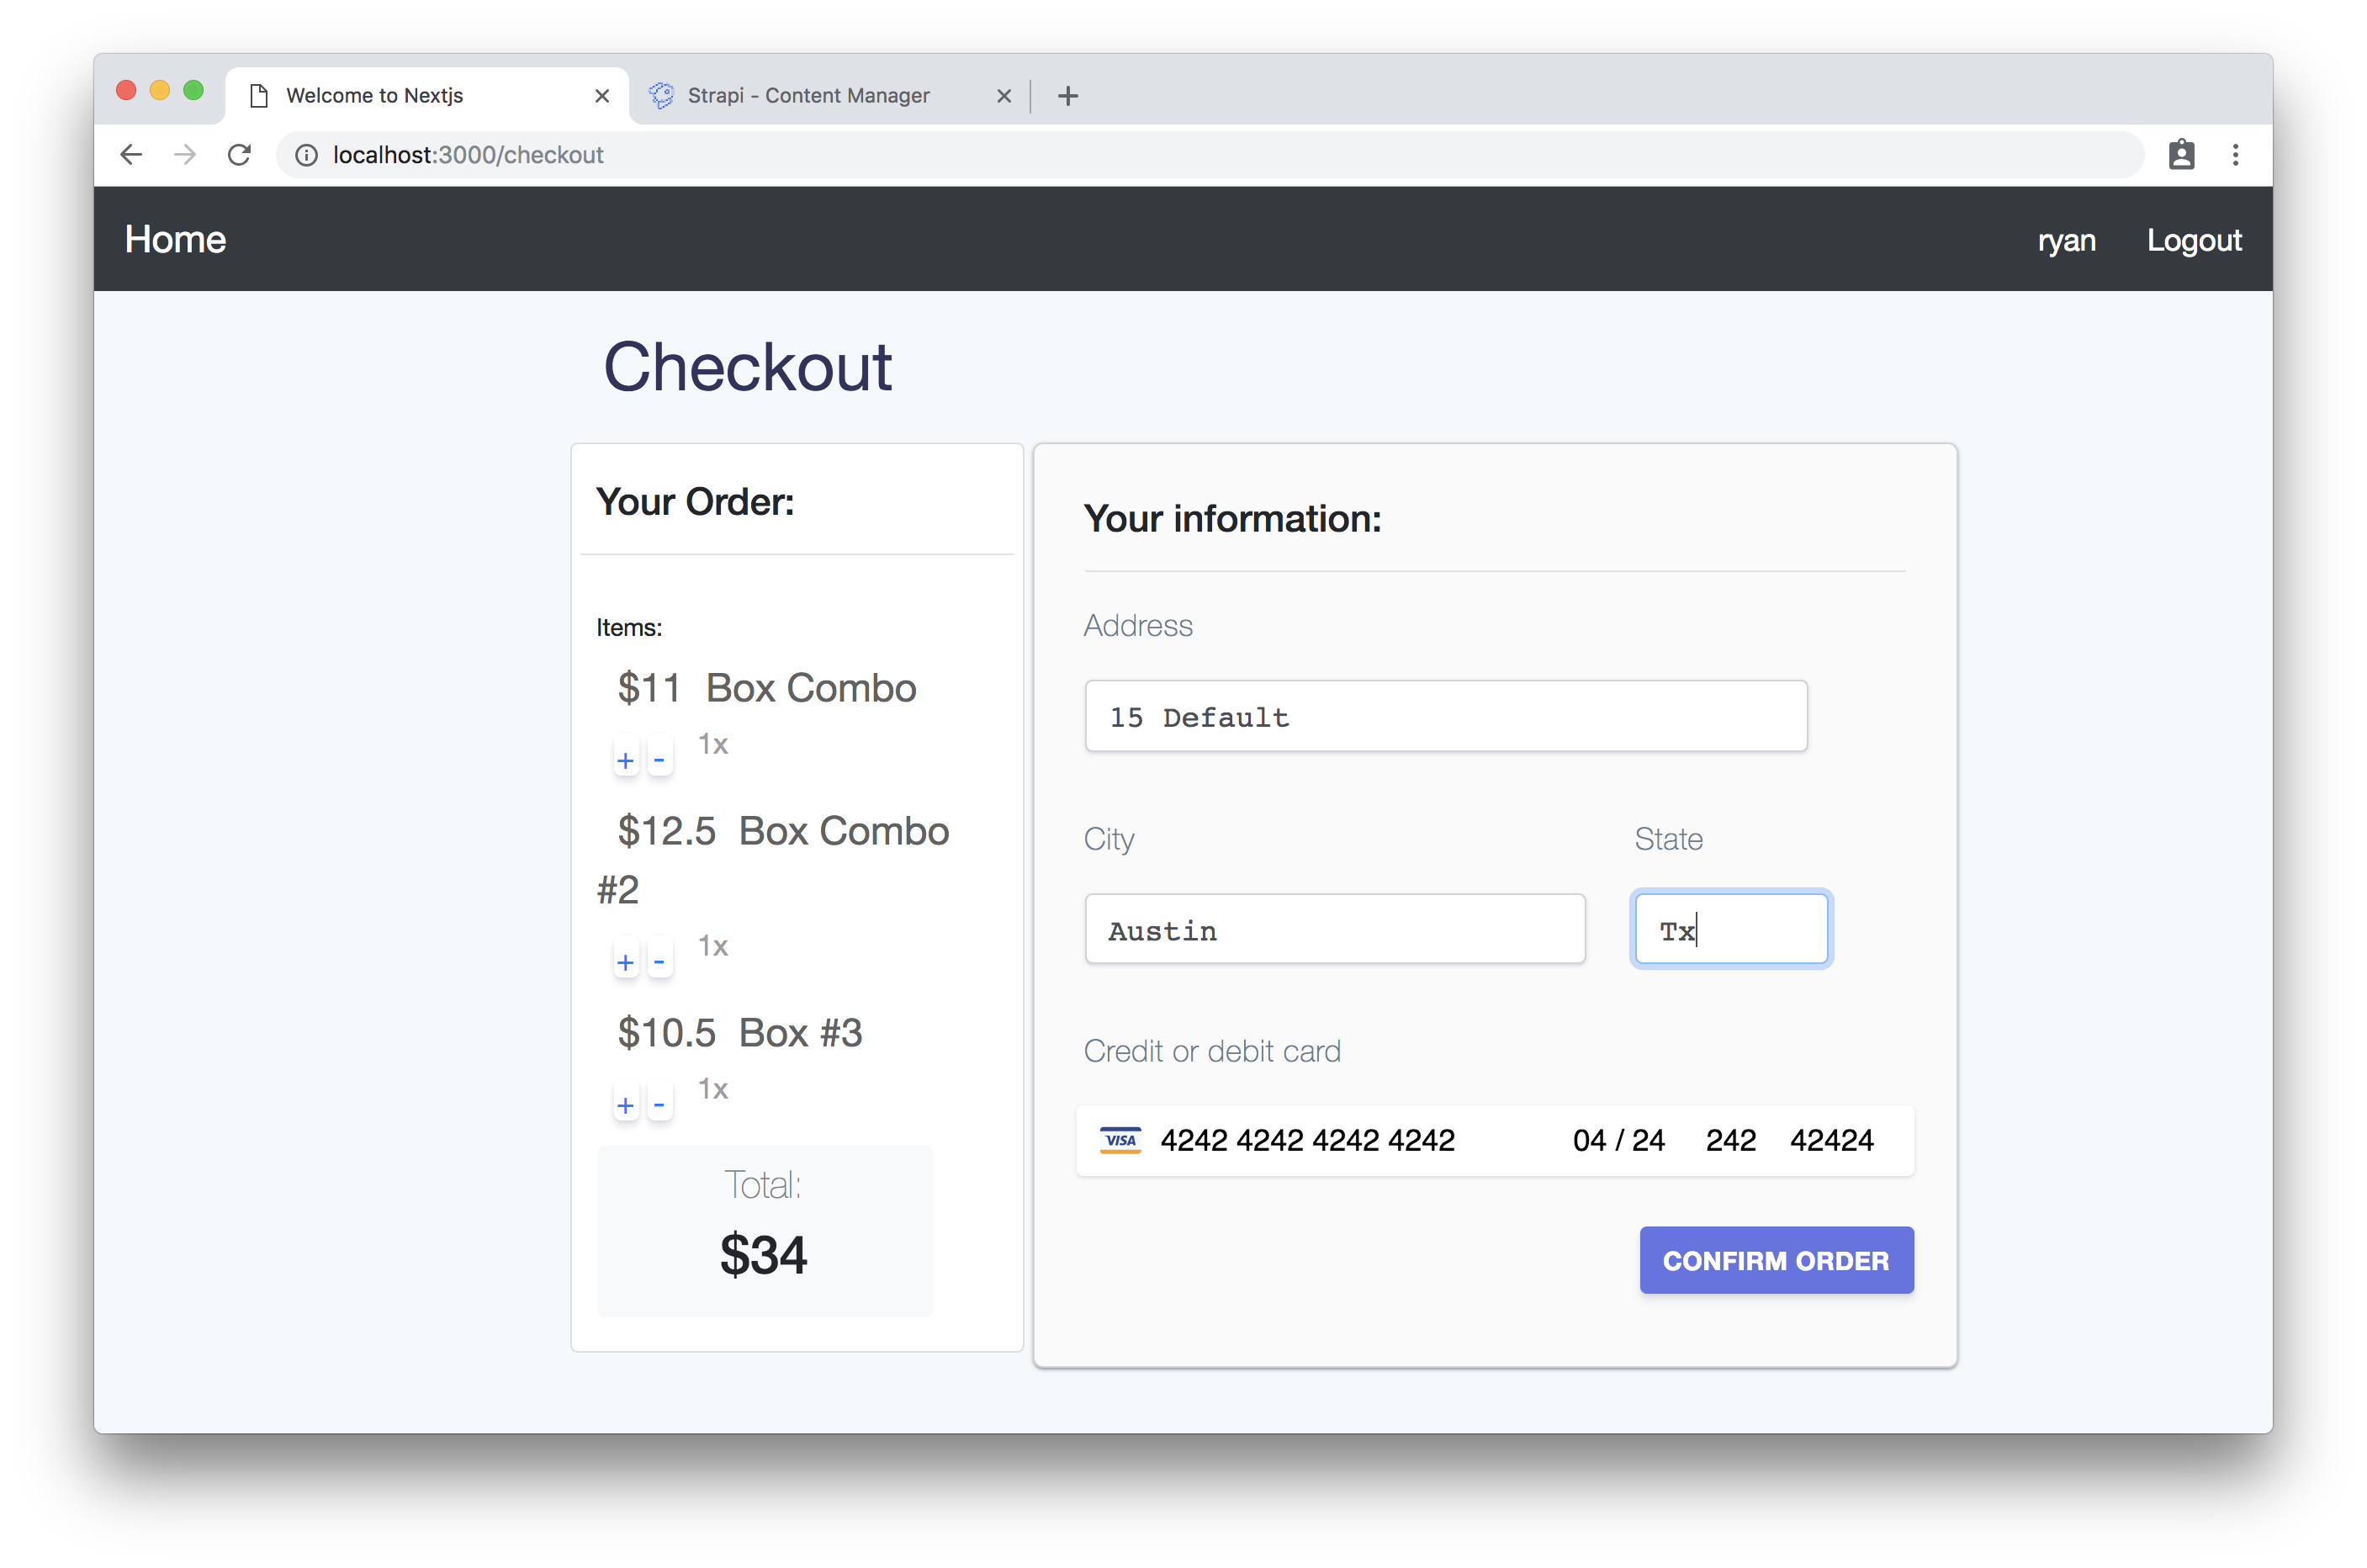 Welcome to Nextjs
Strapi - Content Manager
localhost:3000/checkout
Home
ryan
Logout
Checkout
Your Order:
Items:
$11 Box Combo
+ - 1x
$12.5 Box Combo
#2
+ - 1x
$10.5 Box #3
+ - 1x
Total:
$34
Your information:
Address
15 Default
City
State
Austin
Tx
Credit or debit card
VISA 4242 4242 4242 4242 04 / 24 242 42424
CONFIRM ORDER